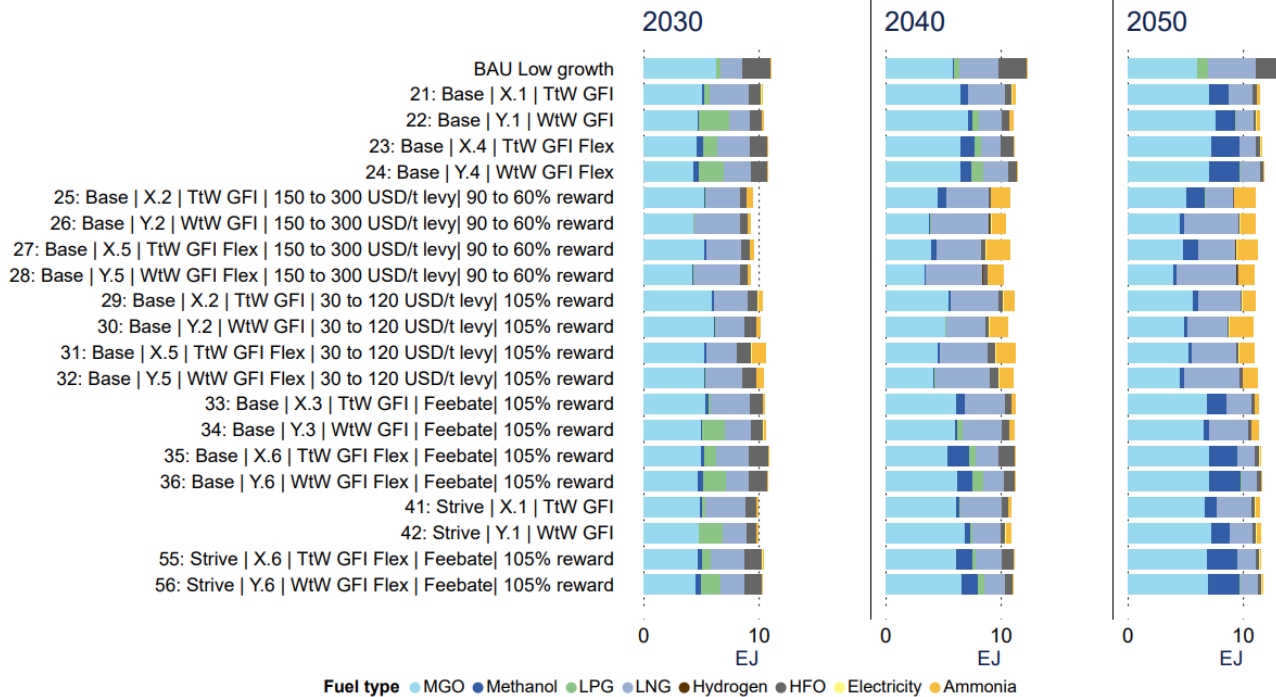 2030 2040 2050
BAU Low growth
21: Base | X.1 | TtW GFI
22: Base | Y.1 | WtW GFI
23: Base | X.4 | TtW GFI Flex
24: Base | Y.4 | WtW GFI Flex
25: Base | X.2 | TtW GFI | 150 to 300 USD/t levy| 90 to 60% reward
26: Base | Y.2 | WtW GFI | 150 to 300 USD/t levy| 90 to 60% reward
27: Base | X.5 | TtW GFI Flex | 150 to 300 USD/t levy| 90 to 60% reward
28: Base | Y.5 | WtW GFI Flex | 150 to 300 USD/t levy| 90 to 60% reward
29: Base | X.2 | TtW GFI | 30 to 120 USD/t levy| 105% reward
30: Base | Y.2 | WtW GFI | 30 to 120 USD/t levy| 105% reward
31: Base | X.5 | TtW GFI Flex | 30 to 120 USD/t levy| 105% reward
32: Base | Y.5 | WtW GFI Flex | 30 to 120 USD/t levy| 105% reward
33: Base | X.3 | TtW GFI | Feebate| 105% reward
34: Base | Y.3 | WtW GFI | Feebate| 105% reward
35: Base | X.6 | TtW GFI Flex | Feebate| 105% reward
36: Base | Y.6 | WtW GFI Flex | Feebate| 105% reward
41: Strive | X.1 | TtW GFI
42: Strive | Y.1 | WtW GFI
55: Strive | X.6 | TtW GFI Flex | Feebate| 105% reward
56: Strive | Y.6 | WtW GFI Flex | Feebate| 105% reward
0 10 0 10 0 10
EJ EJ EJ
Fuel type MGO Methanol LPG LNG Hydrogen HFO Electricity Ammonia